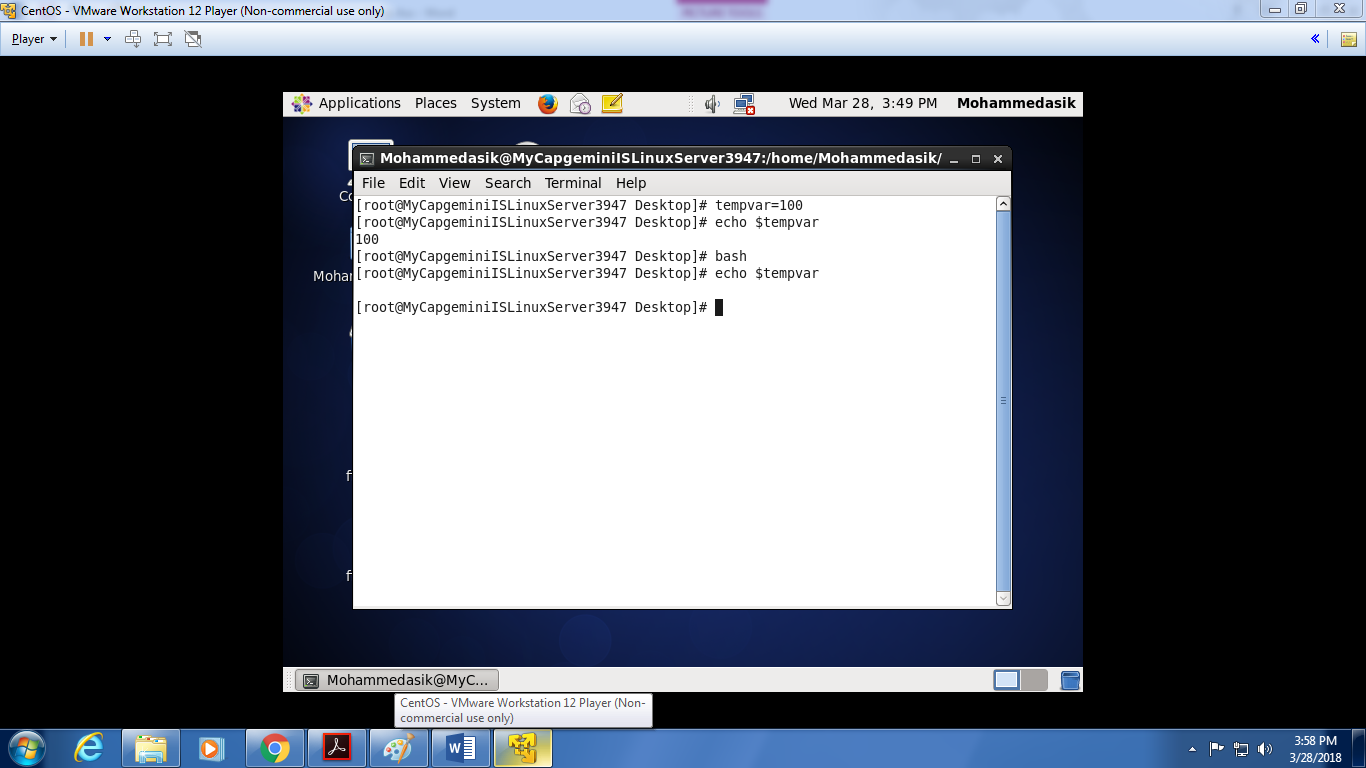 CentOS - VMware Workstation 12 Player (Non-commercial use only)
Player
Applications Places System Wed Mar 28, 3:49 PM Mohammedasik
Mohammedasik@MyCapgeminiISLinuxServer3947:/home/Mohammedasik/
File Edit View Search Terminal Help
[root@MyCapgeminiISLinuxServer3947 Desktop]# tempvar=100
[root@MyCapgeminiISLinuxServer3947 Desktop]# echo $tempvar
100
[root@MyCapgeminiISLinuxServer3947 Desktop]# bash
[root@MyCapgeminiISLinuxServer3947 Desktop]# echo $tempvar
[root@MyCapgeminiISLinuxServer3947 Desktop]#
Co
Moha
f
f
Mohammedasik@MyC...
CentOS - VMware Workstation 12 Player (Non-
commercial use only)
3:58 PM
3/28/2018